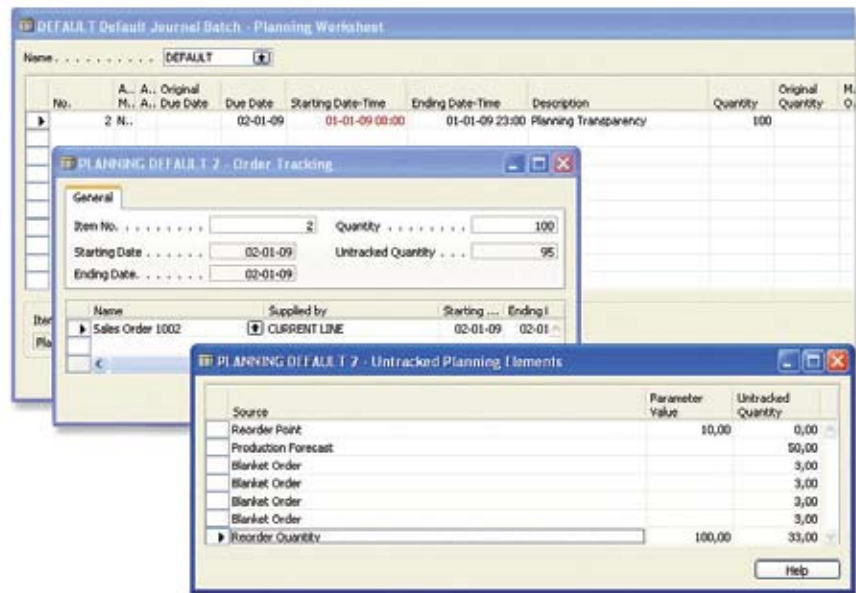 DEFAULT Default Journal Batch - Planning Worksheet
Name . . . . . . . . . . DEFAULT
No. A.. M.. A.. A.. Original Due Date Due Date Starting Date-Time Ending Date-Time Description Quantity Original Quantity M. O.
2 N.. 02-01-09 01-01-09 08:00 01-01-09 23:00 Planning Transparency 100
PLANNING DEFAULT 2 - Order Tracking
General
Item No. . . . . . . . . . 2 Quantity . . . . . . . . 100
Starting Date . . . . . . 02-01-09 Untracked Quantity . . . 95
Ending Date. . . . . . . 02-01-09
Name Supplied by Starting ... Ending
Sales Order 1002 CURRENT LINE 02-01-09 02-01
Iter
Pla
PLANNING DEFAULT 2 - Untracked Planning Elements
Source Parameter Value Untracked Quantity
Reorder Point 10,00 0,00
Production Forecast 50,00
Blanket Order 3,00
Blanket Order 3,00
Blanket Order 3,00
Blanket Order 3,00
Reorder Quantity 100,00 33,00
Help